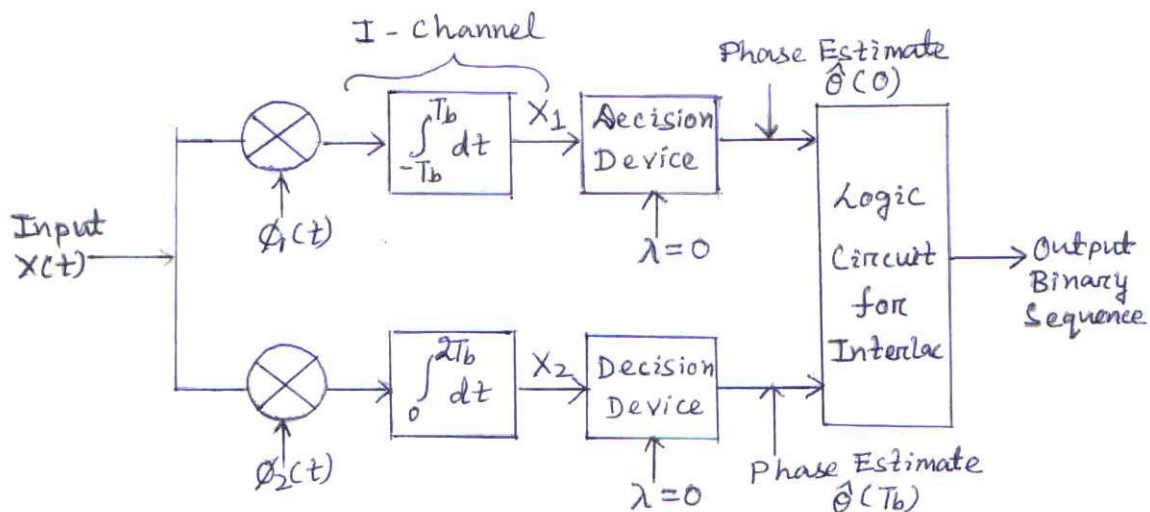 I - Channel
Phase Estimate
θ̂(0)
∫ Tb -Tb dt
X1
Decision
Device
ϕ1(t)
λ=0
Input
X(t)
Logic
Circuit
for
Interlac
Output
Binary
Sequence
∫ 2Tb 0 dt
X2
Decision
Device
ϕ2(t)
λ=0
Phase Estimate
θ̂(Tb)